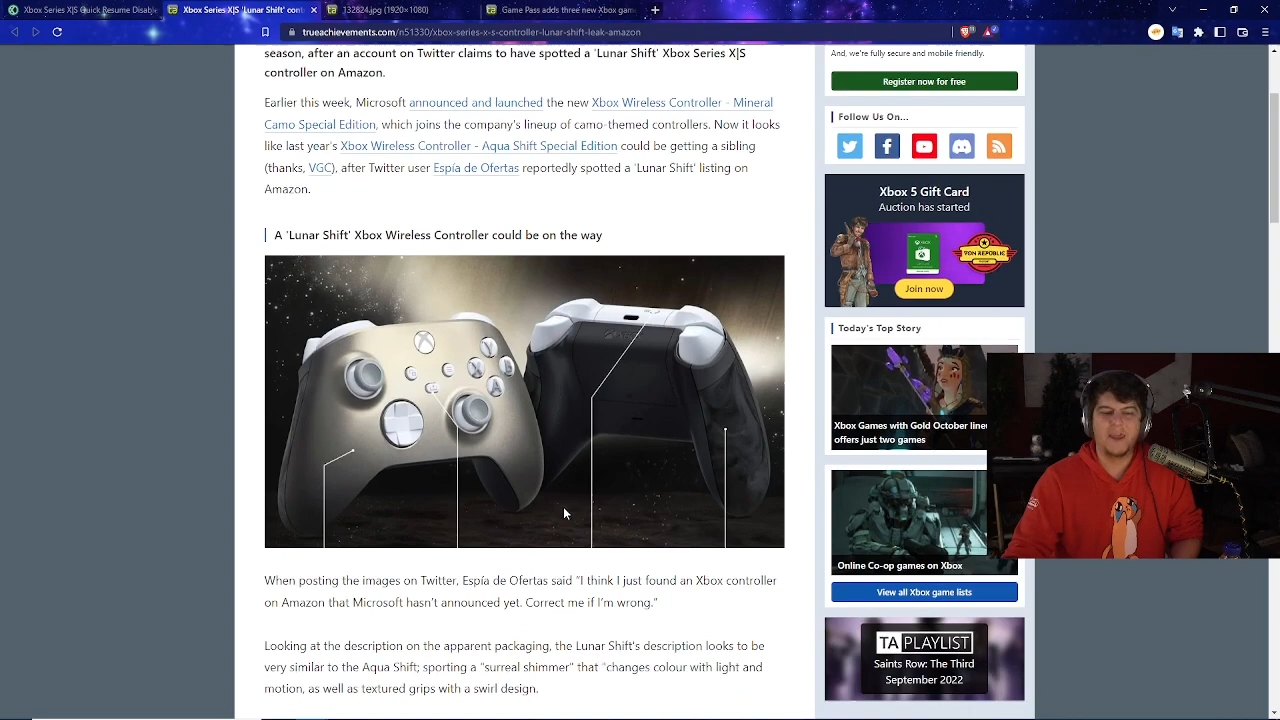 Xbox Series X|S Quick Resume Disabl
Xbox Series X|S 'Lunar Shift' cont
132824.jpg (1920×1080)
Game Pass adds three new Xbox gam
trueachievements.com/n51330/xbox-series-x-s-controller-lunar-shift-leak-amazon
season, after an account on Twitter claims to have spotted a 'Lunar Shift' Xbox Series X|S
controller on Amazon.
Earlier this week, Microsoft announced and launched the new Xbox Wireless Controller - Mineral
Camo Special Edition, which joins the company's lineup of camo-themed controllers. Now it looks
like last year's Xbox Wireless Controller - Aqua Shift Special Edition could be getting a sibling
(thanks, VGC), after Twitter user Espía de Ofertas reportedly spotted a 'Lunar Shift' listing on
Amazon.
A 'Lunar Shift' Xbox Wireless Controller could be on the way
When posting the images on Twitter, Espía de Ofertas said "I think I just found an Xbox controller
on Amazon that Microsoft hasn't announced yet. Correct me if I'm wrong."
Looking at the description on the apparent packaging, the Lunar Shift's description looks to be
very similar to the Aqua Shift; sporting a "surreal shimmer" that "changes colour with light and
motion, as well as textured grips with a swirl design.
And, we're fully secure and mobile friendly.
Register now for free
Follow Us On...
Xbox 5 Gift Card
Auction has started
Join now
Today's Top Story
Xbox Games with Gold October line
offers just two games
Online Co-op games on Xbox
View all Xbox game lists
TA PLAYLIST
Saints Row: The Third
September 2022